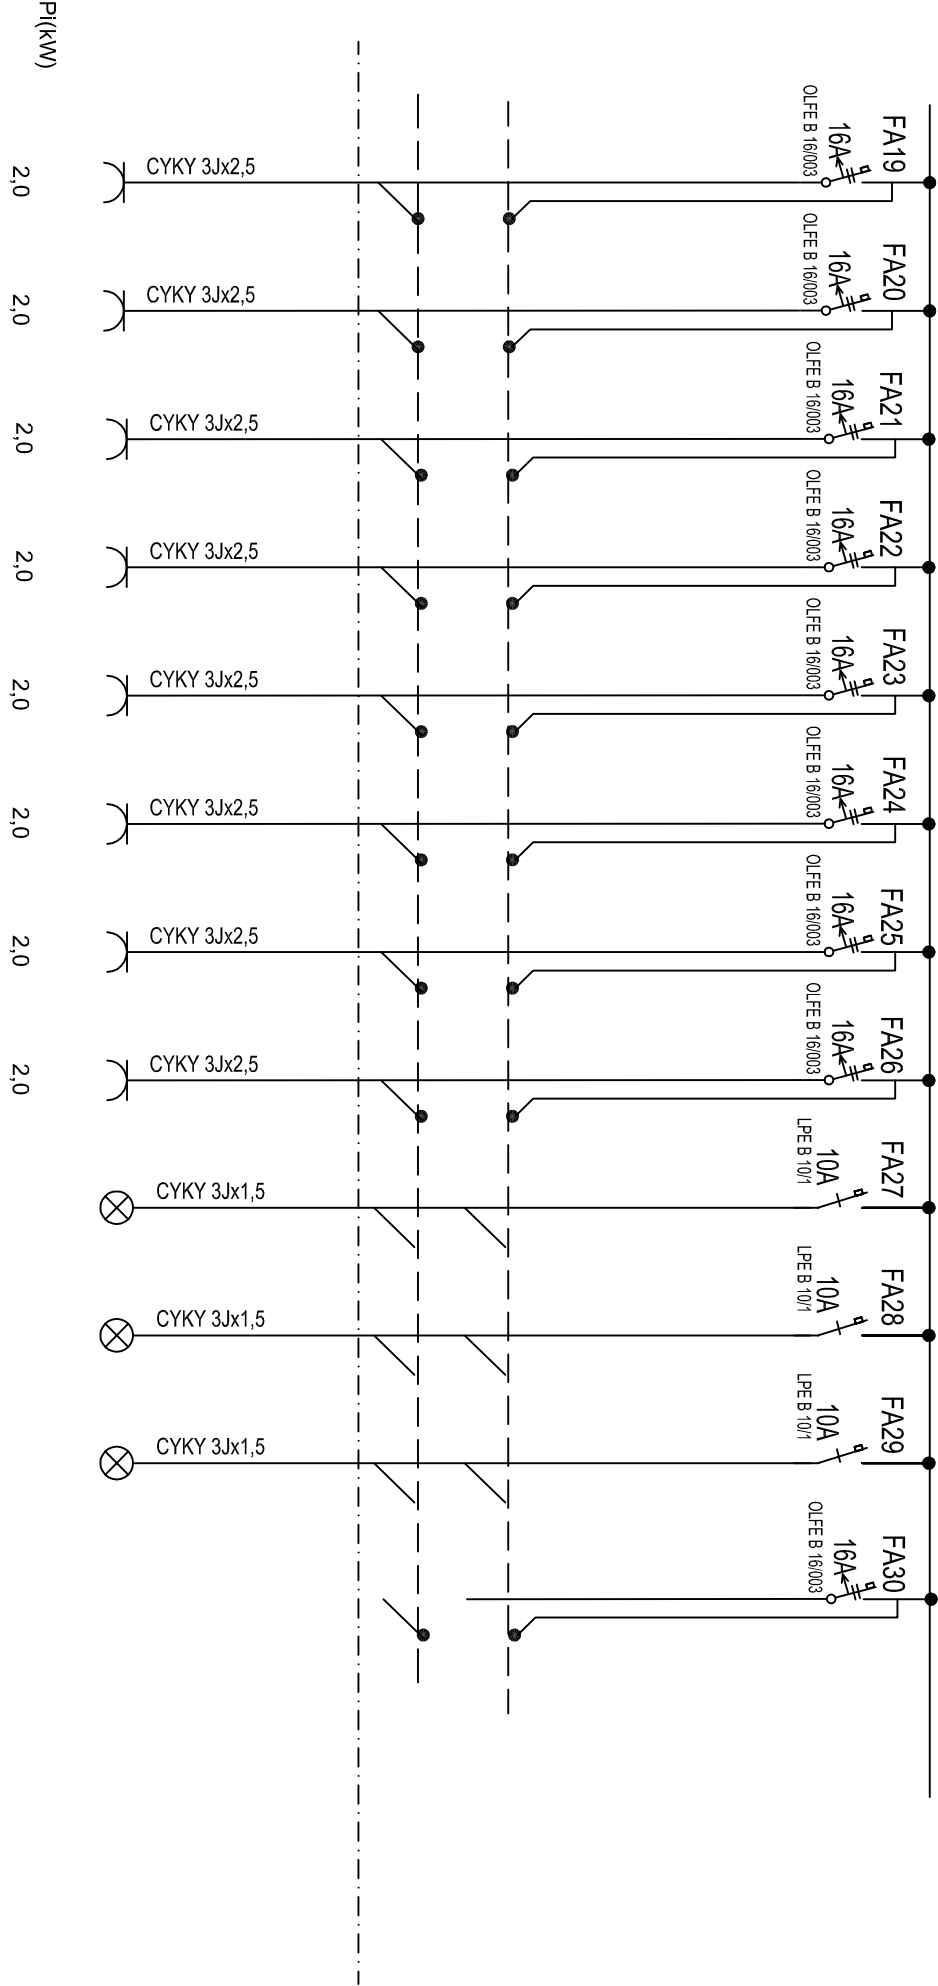 Pi(kW)
FA19
16A
OLFE B 16/003
CYKY 3Jx2,5
2,0
FA20
16A
OLFE B 16/003
CYKY 3Jx2,5
2,0
FA21
16A
OLFE B 16/003
CYKY 3Jx2,5
2,0
FA22
16A
OLFE B 16/003
CYKY 3Jx2,5
2,0
FA23
16A
OLFE B 16/003
CYKY 3Jx2,5
2,0
FA24
16A
OLFE B 16/003
CYKY 3Jx2,5
2,0
FA25
16A
OLFE B 16/003
CYKY 3Jx2,5
2,0
FA26
16A
OLFE B 16/003
CYKY 3Jx2,5
2,0
FA27
10A
LPE B 10/1
CYKY 3Jx1,5
FA28
10A
LPE B 10/1
CYKY 3Jx1,5
FA29
10A
LPE B 10/1
CYKY 3Jx1,5
FA30
16A
OLFE B 16/003